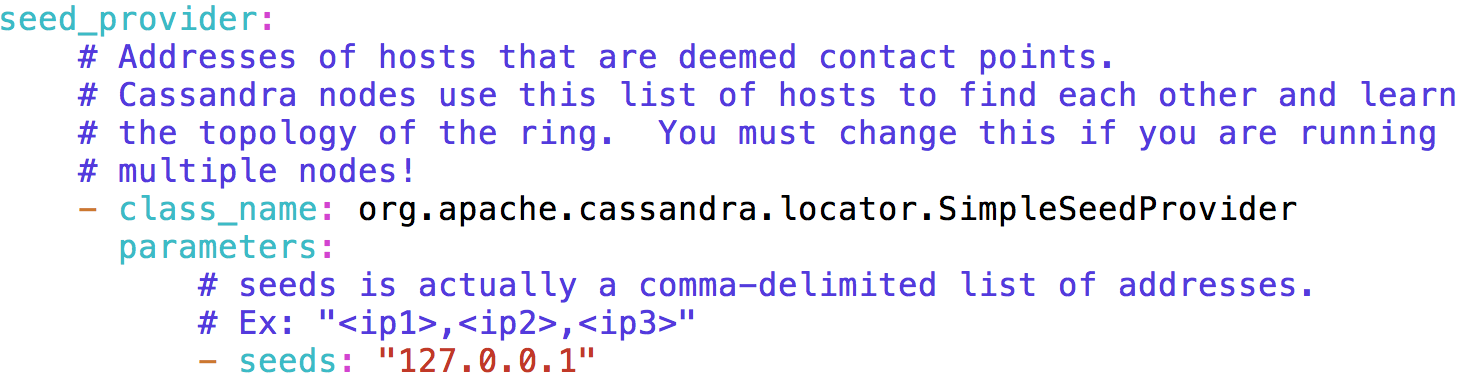 seed_provider:
    # Addresses of hosts that are deemed contact points.
    # Cassandra nodes use this list of hosts to find each other and learn
    # the topology of the ring.  You must change this if you are running
    # multiple nodes!
    - class_name: org.apache.cassandra.locator.SimpleSeedProvider
      parameters:
          # seeds is actually a comma-delimited list of addresses.
          # Ex: "<ip1>,<ip2>,<ip3>"
          - seeds: "127.0.0.1"